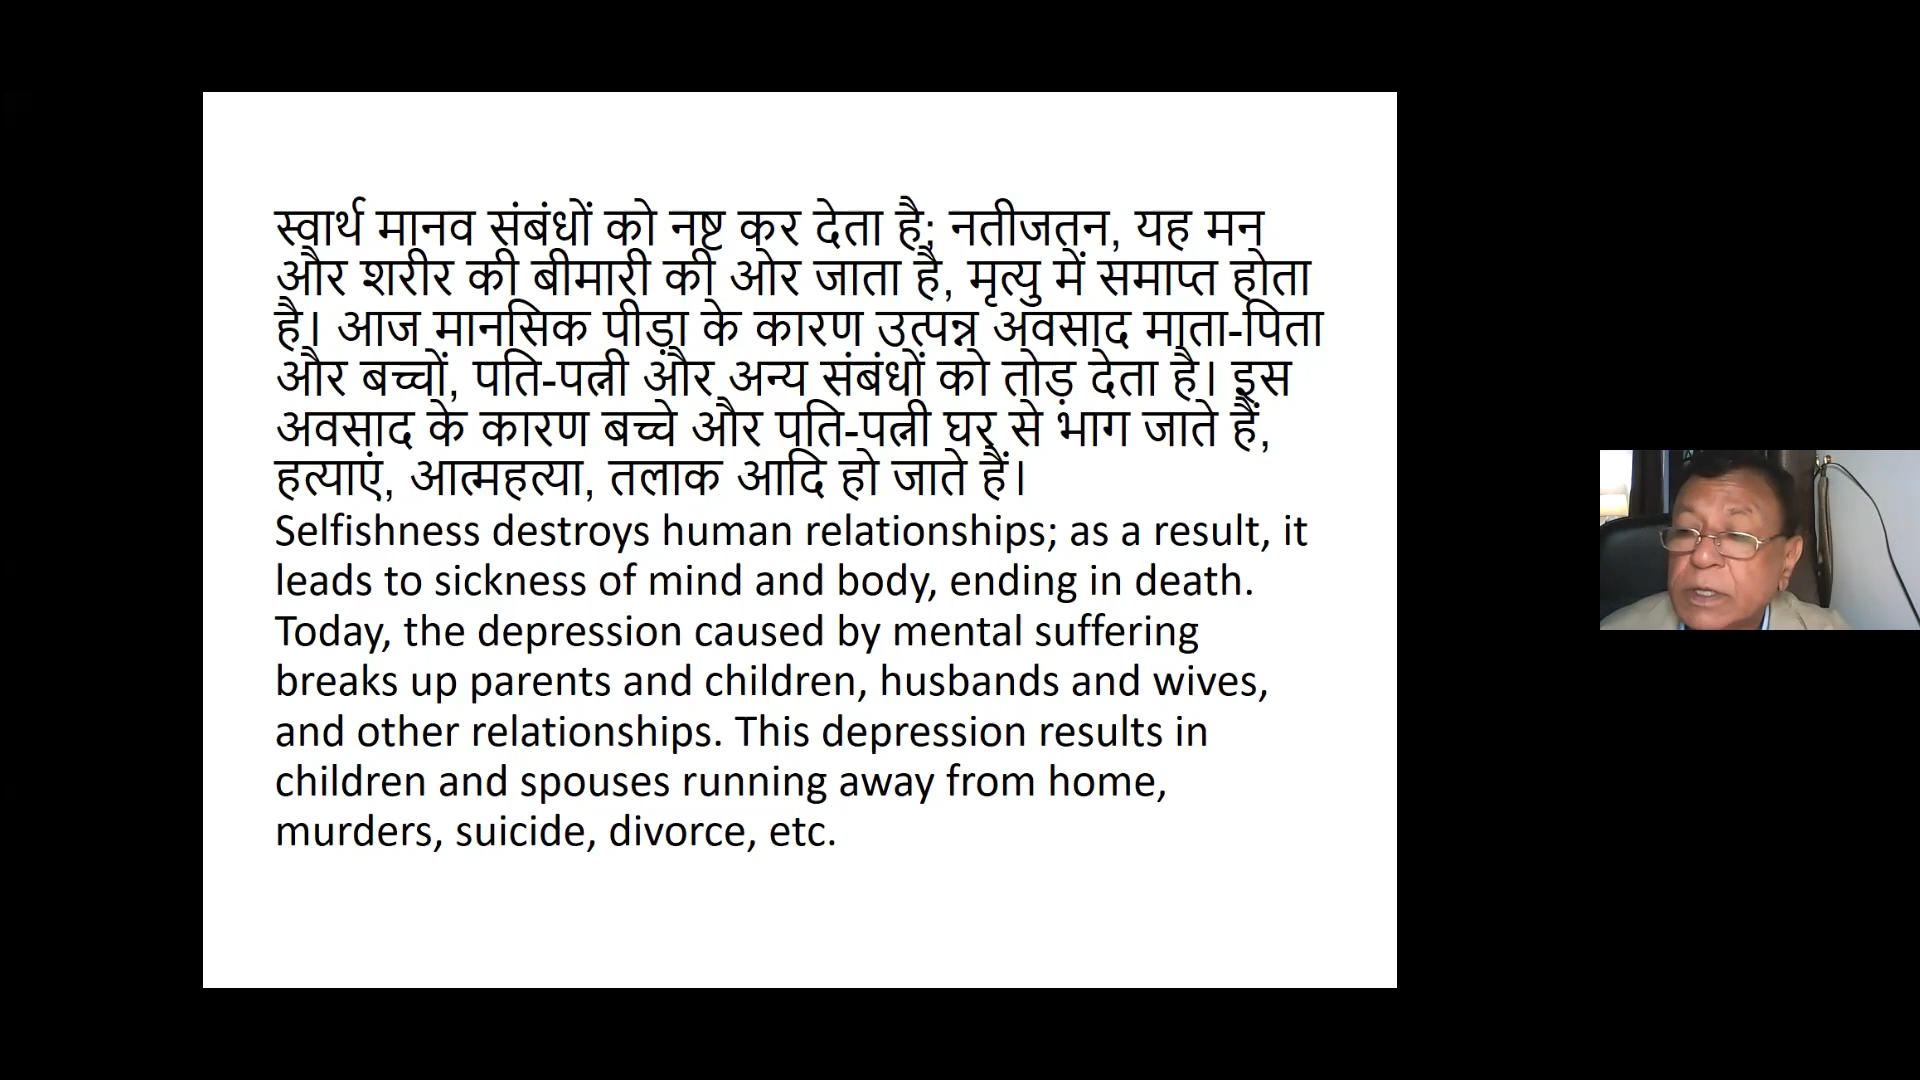 स्वार्थ मानव संबंधों को नष्ट कर देता है; नतीजतन, यह मन
और शरीर की बीमारी की ओर जाता है, मृत्यु में समाप्त होता
है। आज मानसिक पीड़ा के कारण उत्पन्न अवसाद माता-पिता
और बच्चों, पति-पत्नी और अन्य संबंधों को तोड़ देता है। इस
अवसाद के कारण बच्चे और पति-पत्नी घर से भाग जाते हैं,
हत्याएं, आत्महत्या, तलाक आदि हो जाते हैं।
Selfishness destroys human relationships; as a result, it
leads to sickness of mind and body, ending in death.
Today, the depression caused by mental suffering
breaks up parents and children, husbands and wives,
and other relationships. This depression results in
children and spouses running away from home,
murders, suicide, divorce, etc.